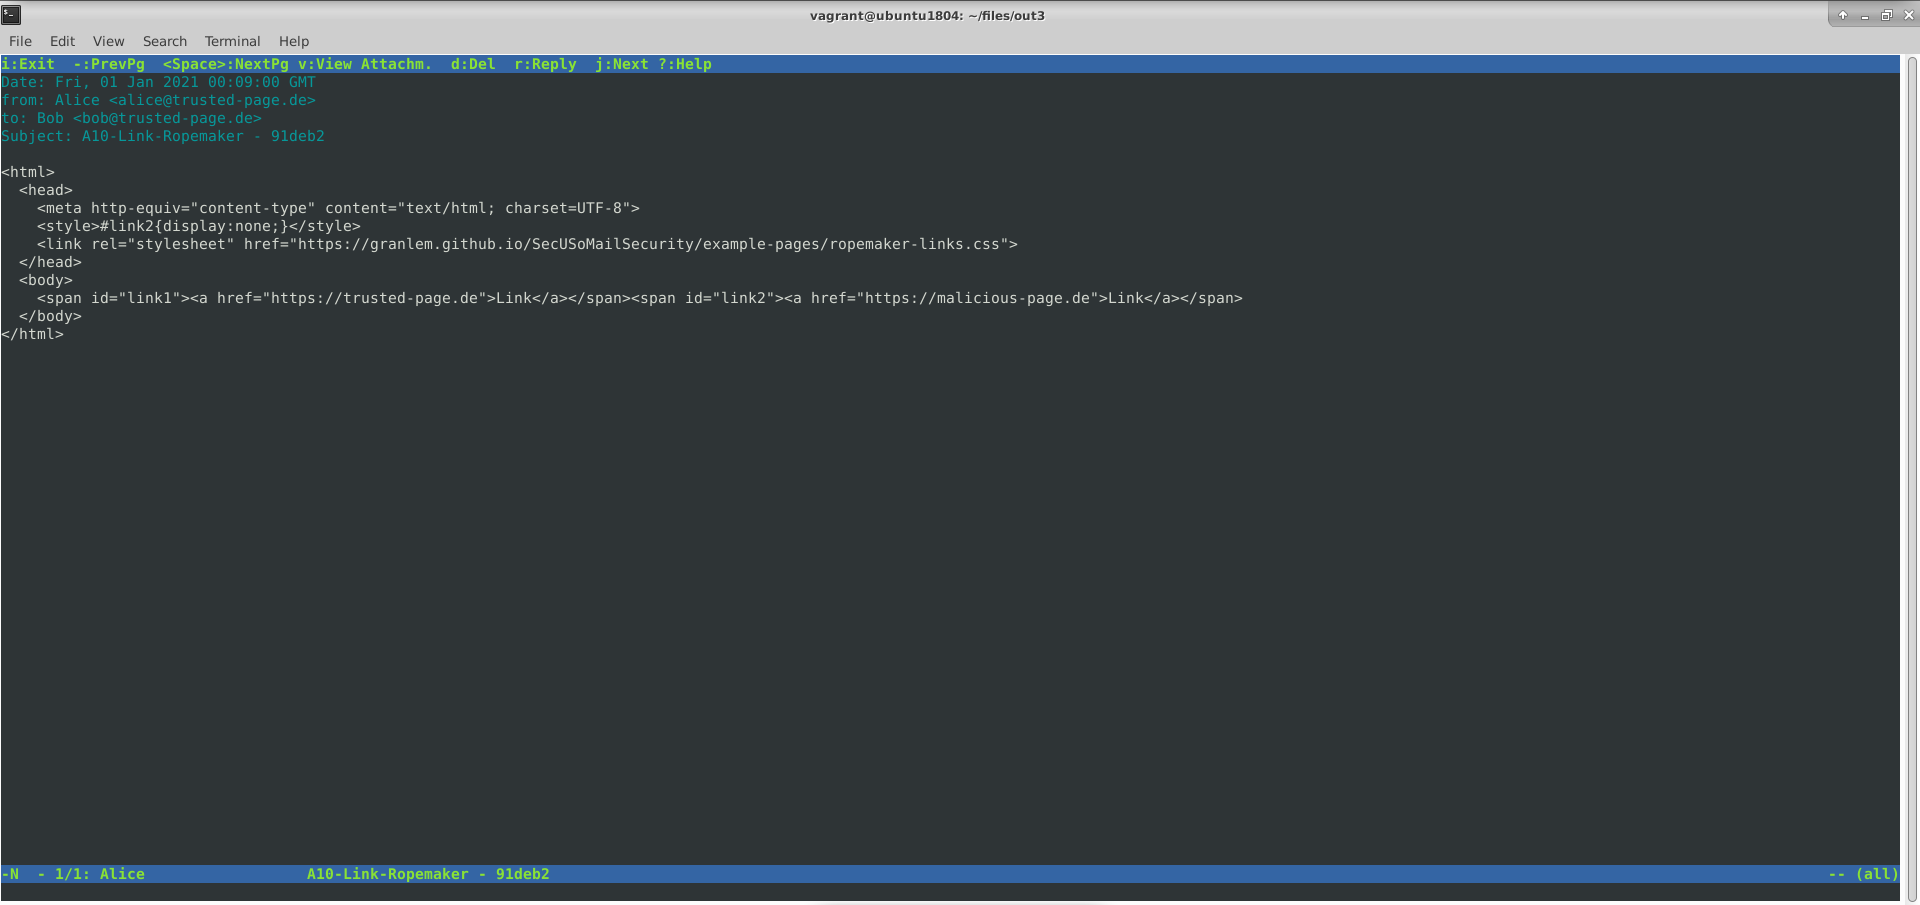 vagrant@ubuntu1804: ~/files/out3
File Edit View Search Terminal Help
i:Exit  -:PrevPg  <Space>:NextPg v:View Attachm.  d:Del  r:Reply  j:Next ?:Help
Date: Fri, 01 Jan 2021 00:09:00 GMT
from: Alice <alice@trusted-page.de>
to: Bob <bob@trusted-page.de>
Subject: A10-Link-Ropemaker - 91deb2
<html>
  <head>
    <meta http-equiv="content-type" content="text/html; charset=UTF-8">
    <style>#link2{display:none;}</style>
    <link rel="stylesheet" href="https://granlem.github.io/SecUSoMailSecurity/example-pages/ropemaker-links.css">
  </head>
  <body>
    <span id="link1"><a href="https://trusted-page.de">Link</a></span><span id="link2"><a href="https://malicious-page.de">Link</a></span>
  </body>
</html>
-N  - 1/1: Alice                  A10-Link-Ropemaker - 91deb2                  -- (all)